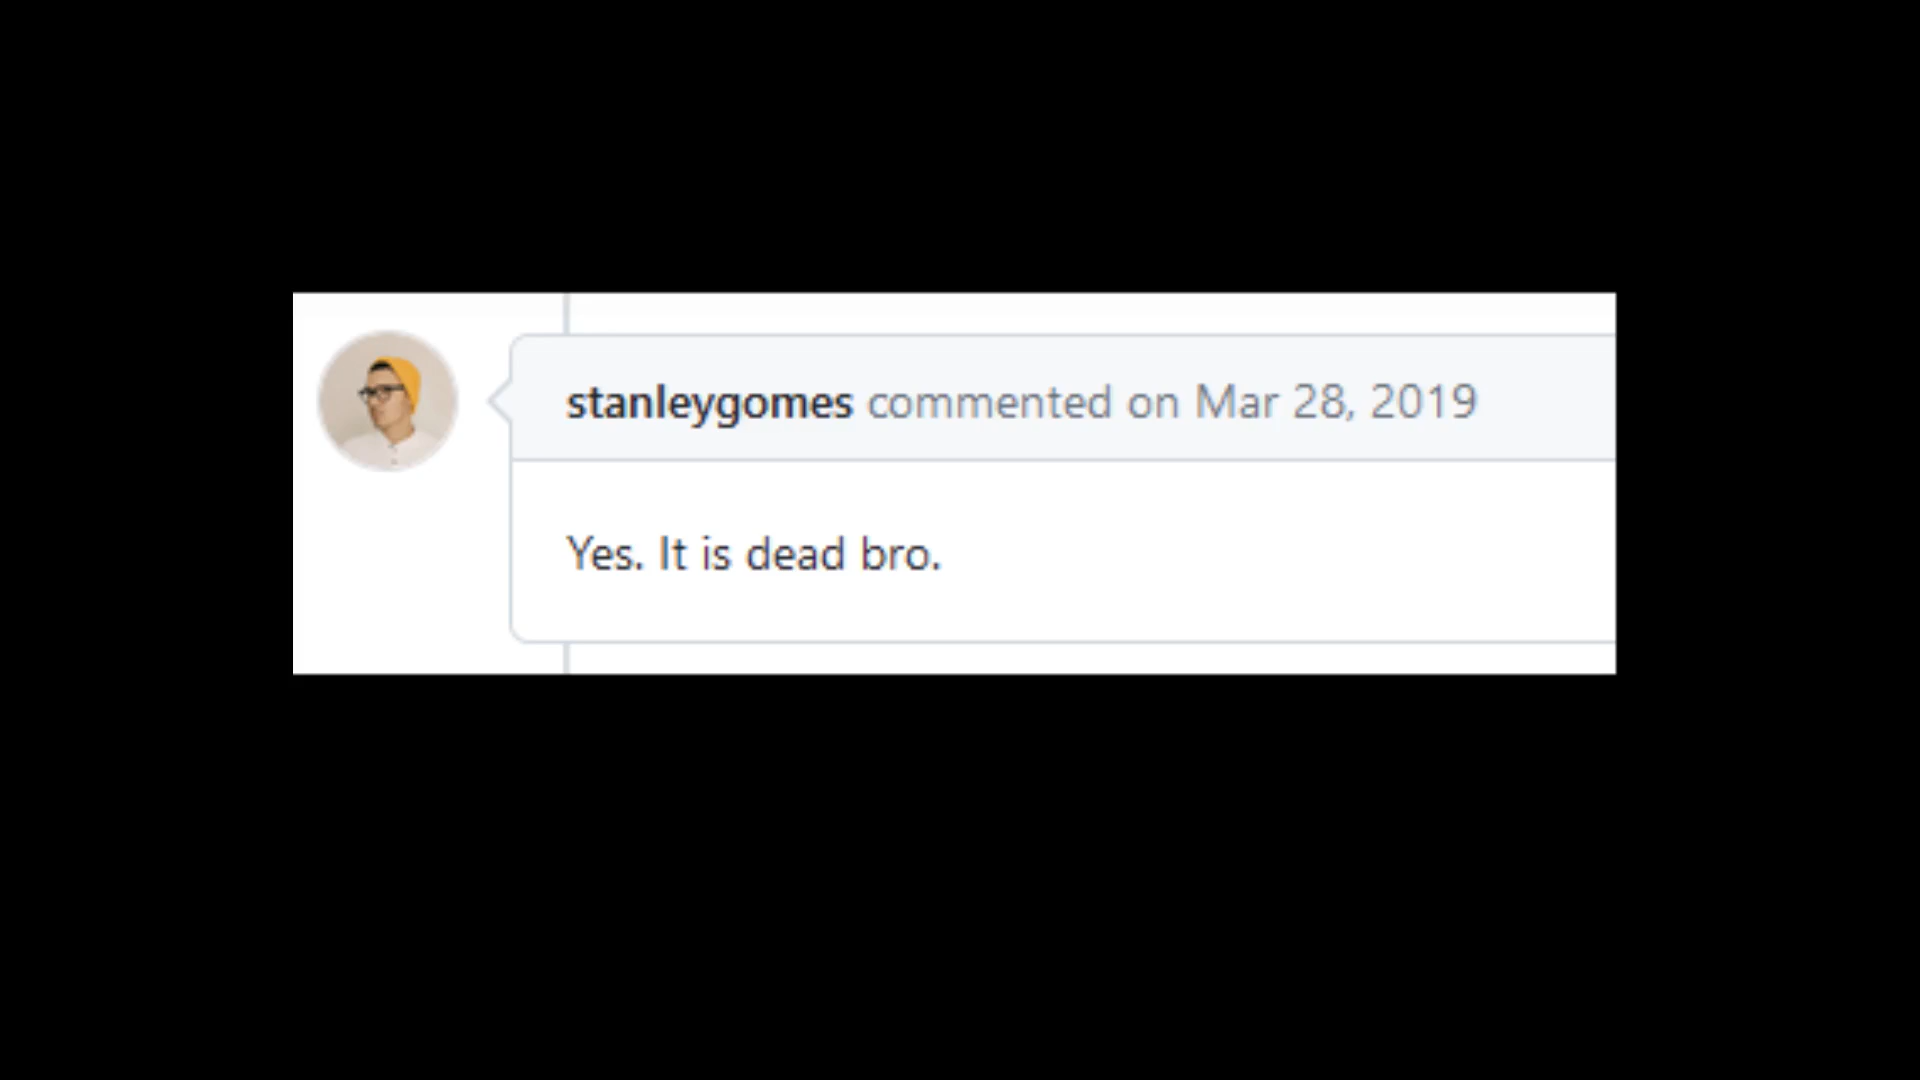 stanleygomes commented on Mar 28, 2019
Yes. It is dead bro.